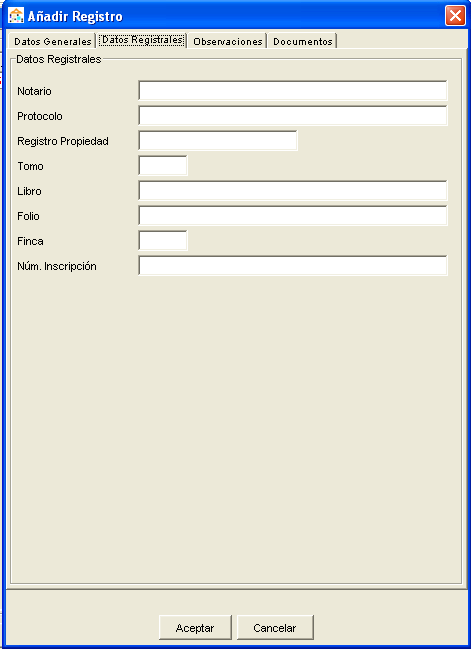 Añadir Registro
Datos Generales Datos Registrales Observaciones Documentos
Datos Registrales
Notario
Protocolo
Registro Propiedad
Tomo
Libro
Folio
Finca
Núm. Inscripción
Aceptar Cancelar